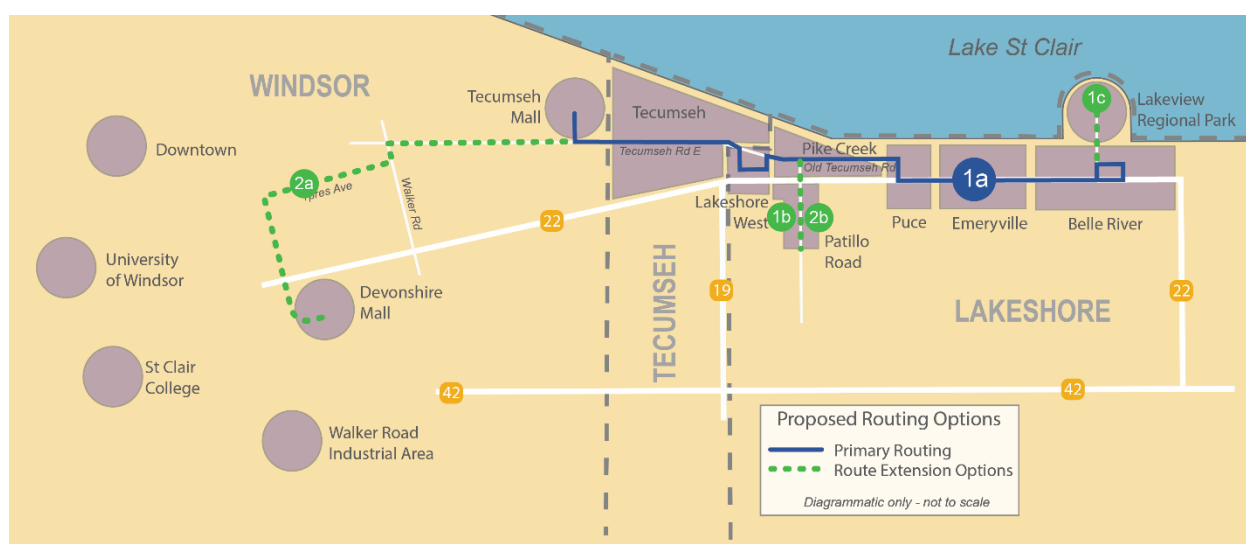 Lake St Clair
WINDSOR
Tecumseh
Mall
1c
Lakeview
Regional Park
Tecumseh
Downtown
Tecumseh Rd E
Pike Creek
Old Tecumseh Rd
2a
Walker Rd
1a
Lakeshore
West
1b
2b
Puce
Emeryville
Belle River
22
Patillo
Road
University
of Windsor
Devonshire
Mall
19
22
LAKESHORE
TECUMSEH
St Clair
College
42
42
Walker Road
Industrial Area
Proposed Routing Options
Primary Routing
Route Extension Options
Diagrammatic only - not to scale